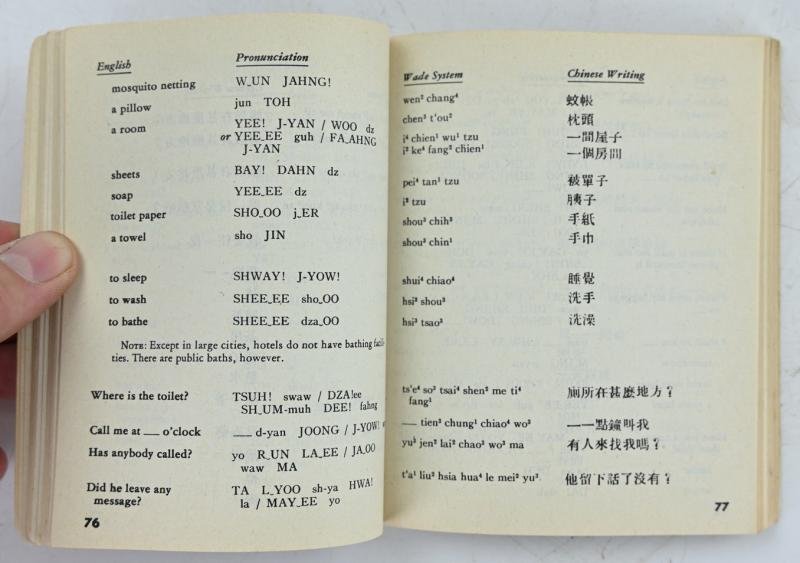 English
Pronunciation
mosquito netting W_UN JAHNG!
a pillow jun TOH
a room YEE! J-YAN / WOO dz
or YEE_EE guh / FA_AHNG
J-YAN
sheets BAY! DAHN dz
soap YEE_EE dz
toilet paper SHO_OO j_ER
a towel sho JIN
to sleep SHWAY! J-YOW!
to wash SHEE_EE sho_OO
to bathe SHEE_EE dza_OO
NOTE: Except in large cities, hotels do not have bathing facili-
ties. There are public baths, however.
Where is the toilet? TSUH! swaw / DZA!ee
SH_UM-muh DEE! fahng
Call me at __ o'clock __ d-yan JOONG / J-YOW!
Has anybody called? yo R_UN LA_EE / JA_OO
waw MA
Did he leave any TA L_YOO sh-ya HWA!
message? la / MAY_EE yo
76
Wade System
Chinese Writing
wen² chang⁴ 蚊帳
chen³ t'ou² 枕頭
i⁴ chien¹ wu¹ tzu 一間屋子
i² ke⁴ fang² chien¹ 一個房間
pei⁴ tan¹ tzu 被單子
i² tzu 胰子
shou³ chih³ 手紙
shou³ chin¹ 手巾
shui⁴ chiao⁴ 睡覺
hsi³ shou³ 洗手
hsi³ tsao³ 洗澡
ts'e⁴ so³ tsai⁴ shen² me ti⁴ 廁所在甚麼地方?
fang¹
__ tien³ chung¹ chiao⁴ wo³ 一一點鐘叫我
yu³ jen² lai² chao³ wo³ ma 有人來找我嗎?
t'a¹ liu² hsia hua⁴ le mei² yu³ 他留下話了沒有?
77